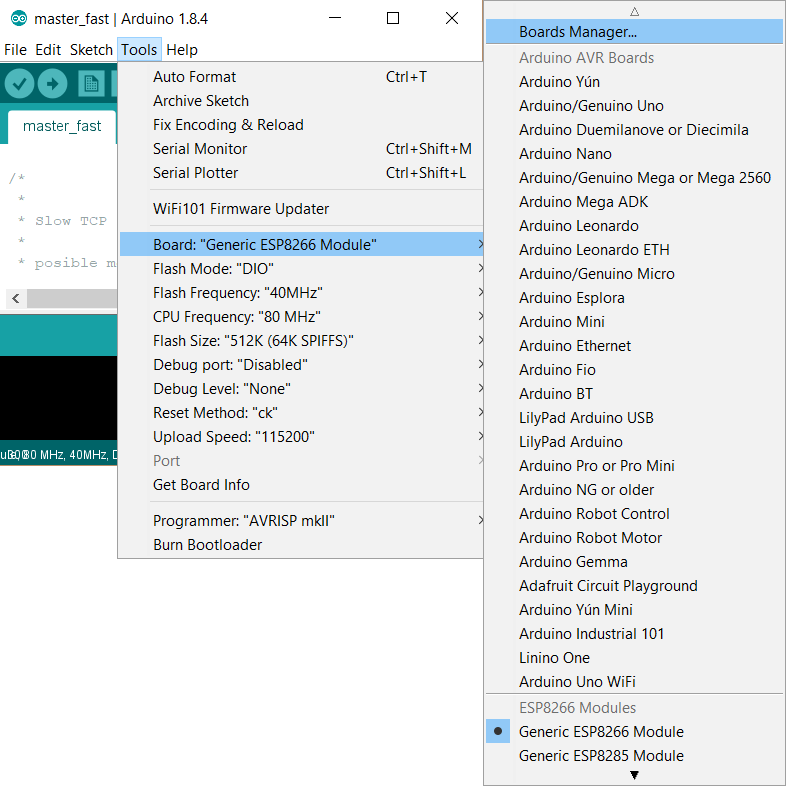 master_fast | Arduino 1.8.4
File Edit Sketch Tools Help
master_fast
/*
*
* Slow TCP
*
* posible m
80 MHz, 40MHz, D
Auto Format Ctrl+T
Archive Sketch
Fix Encoding & Reload
Serial Monitor Ctrl+Shift+M
Serial Plotter Ctrl+Shift+L
WiFi101 Firmware Updater
Board: "Generic ESP8266 Module"
Flash Mode: "DIO"
Flash Frequency: "40MHz"
CPU Frequency: "80 MHz"
Flash Size: "512K (64K SPIFFS)"
Debug port: "Disabled"
Debug Level: "None"
Reset Method: "ck"
Upload Speed: "115200"
Port
Get Board Info
Programmer: "AVRISP mkII"
Burn Bootloader
Boards Manager...
Arduino AVR Boards
Arduino Yún
Arduino/Genuino Uno
Arduino Duemilanove or Diecimila
Arduino Nano
Arduino/Genuino Mega or Mega 2560
Arduino Mega ADK
Arduino Leonardo
Arduino Leonardo ETH
Arduino/Genuino Micro
Arduino Esplora
Arduino Mini
Arduino Ethernet
Arduino Fio
Arduino BT
LilyPad Arduino USB
LilyPad Arduino
Arduino Pro or Pro Mini
Arduino NG or older
Arduino Robot Control
Arduino Robot Motor
Arduino Gemma
Adafruit Circuit Playground
Arduino Yún Mini
Arduino Industrial 101
Linino One
Arduino Uno WiFi
ESP8266 Modules
Generic ESP8266 Module
Generic ESP8285 Module